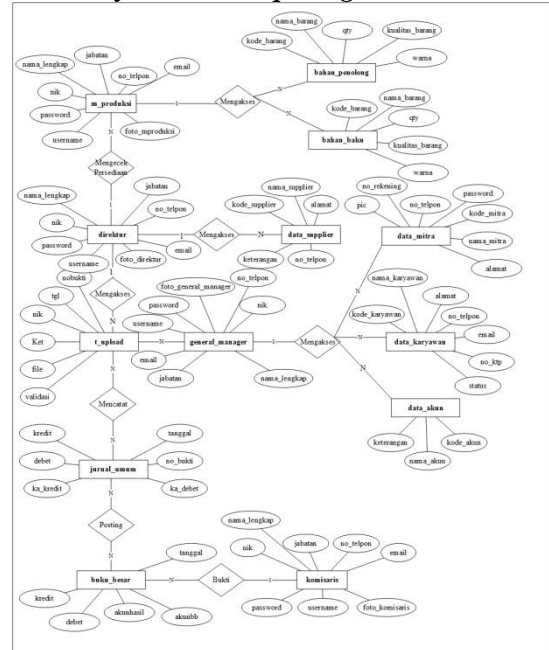 nama_lengkap
jabatan
no_telpon
email
nik
m_produksi
password
username
foto_mproduksi
1
Mengakses
N
N
kode_barang
nama_barang
qty
kualitas_barang
warna
bahan_penolong
kode_barang
nama_barang
qty
bahan_baku
kualitas_barang
warna
N
Mengecek
Persediaan
1
nama_lengkap
jabatan
nik
no_telpon
direktur
password
email
username
foto_direktur
1
Mengakses
N
kode_supplier
nama_supplier
alamat
data_supplier
keterangan
no_telpon
no_rekening
no_telpon
password
pic
kode_mitra
data_mitra
nama_mitra
alamat
1
Mengakses
N
nobukti
tgl
nik
t_upload
Ket
file
validasi
N
N
foto_general_manager
no_telpon
password
nik
username
general_manager
email
jabatan
nama_lengkap
1
Mengakses
N
N
N
nama_karyawan
alamat
kode_karyawan
no_telpon
data_karyawan
email
no_ktp
status
data_akun
keterangan
kode_akun
nama_akun
Mencatat
N
kredit
tanggal
debet
no_bukti
jurnal_umum
ka_kredit
ka_debet
N
Posting
N
tanggal
buku_besar
kredit
debet
akunhasil
akunbb
N
Bukti
1
nama_lengkap
jabatan
no_telpon
nik
email
komisaris
password
username
foto_komisaris